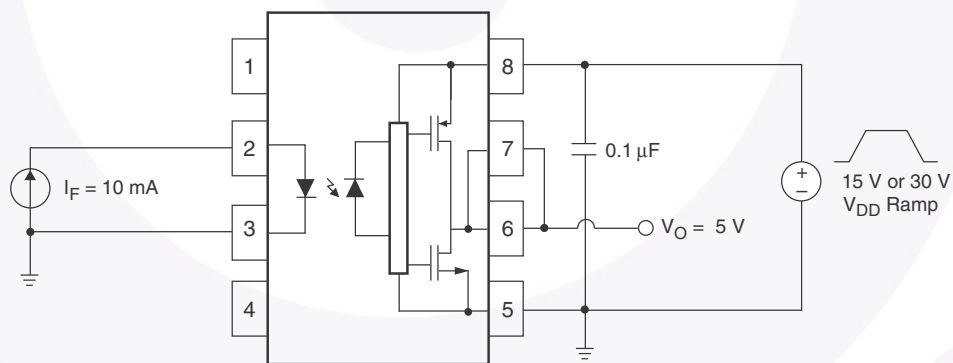 1
8
2
7
0.1 μF
+
−
I_F = 10 mA
15 V or 30 V
V_DD Ramp
3
6
V_O = 5 V
4
5